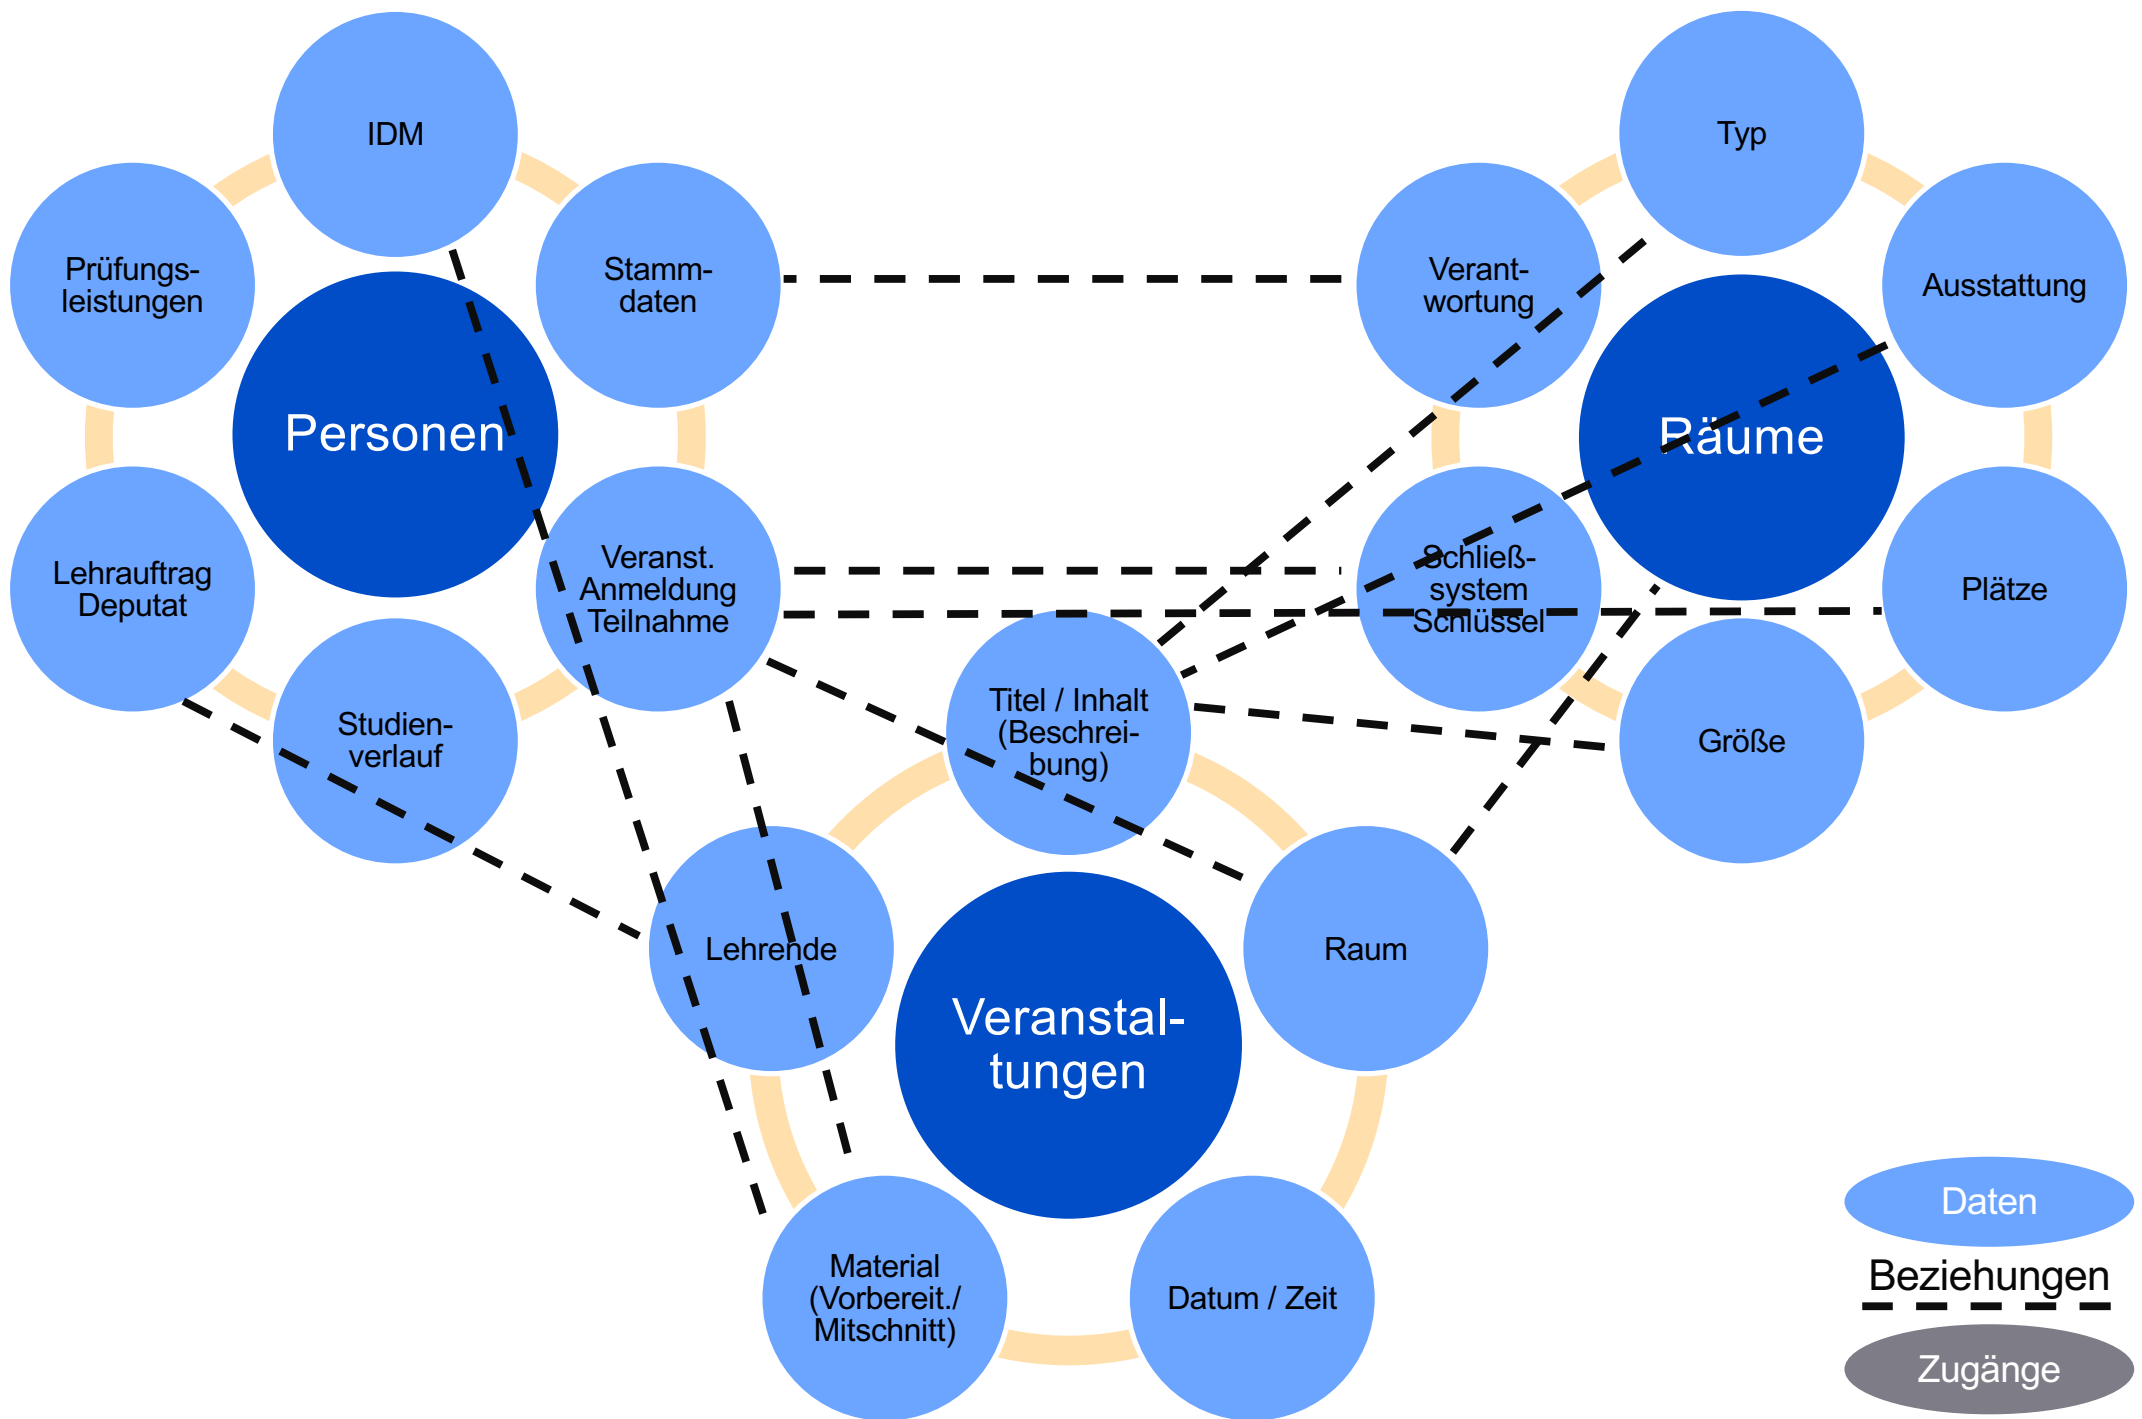 IDM
Prüfungs-
leistungen
Stamm-
daten
Personen
Lehrauftrag
Deputat
Veranst.
Anmeldung
Teilnahme
Studien-
verlauf
Typ
Verant-
wortung
Ausstattung
Räume
Schließ-
system
Schlüssel
Plätze
Größe
Titel / Inhalt
(Beschrei-
bung)
Lehrende
Raum
Veranstal-
tungen
Material
(Vorbereit./
Mitschnitt)
Datum / Zeit
Daten
Beziehungen
Zugänge